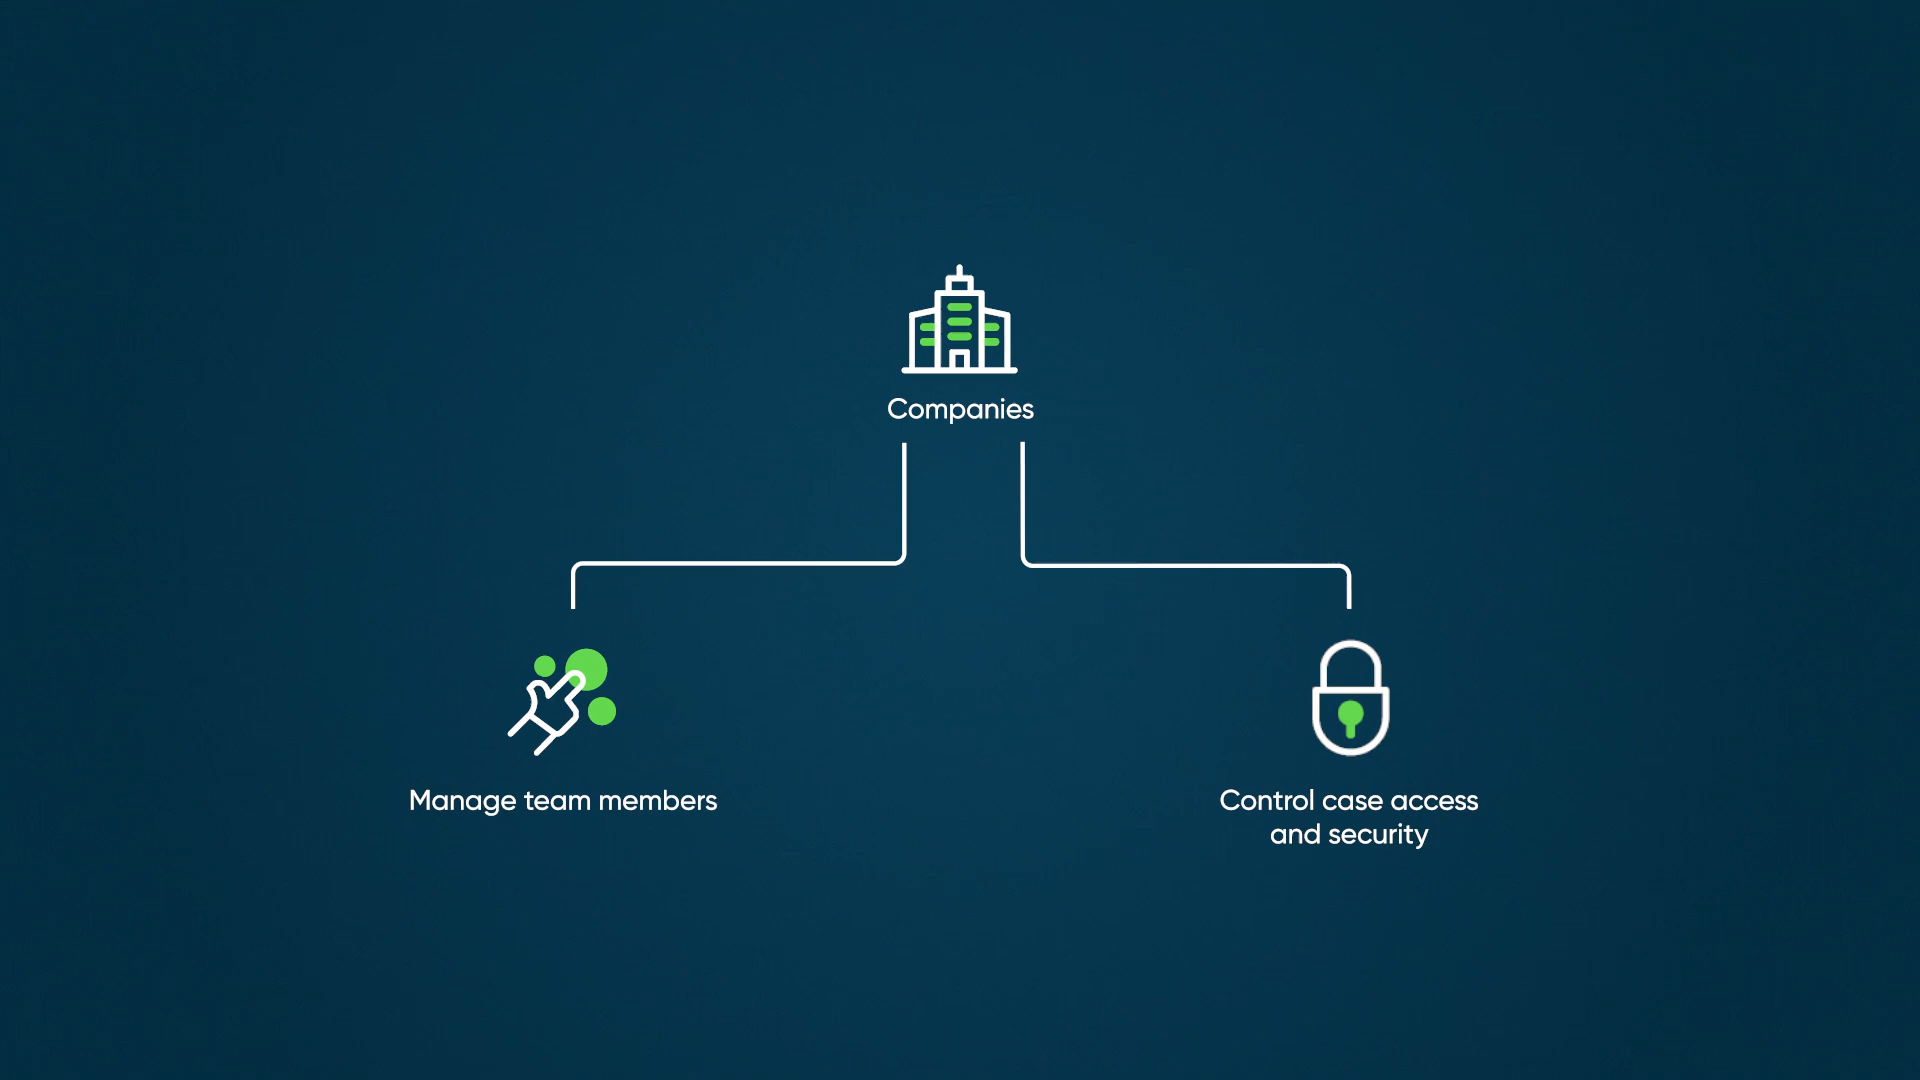 Companies
Manage team members
Control case access
and security